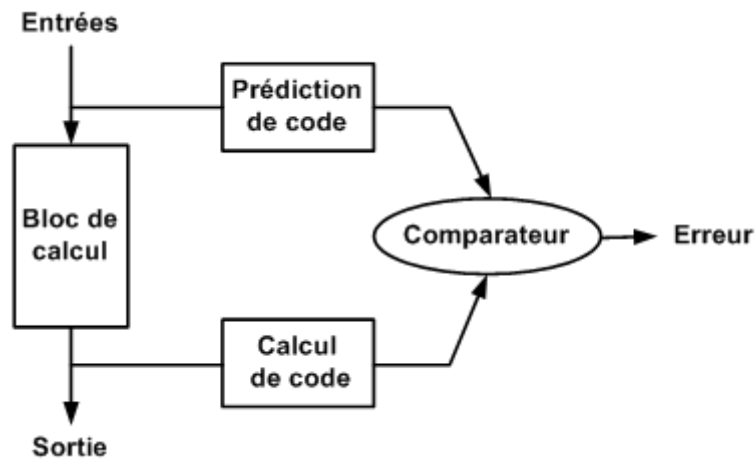 Entrées
Prédiction
de code
Bloc de
calcul
Comparateur
Erreur
Calcul
de code
Sortie